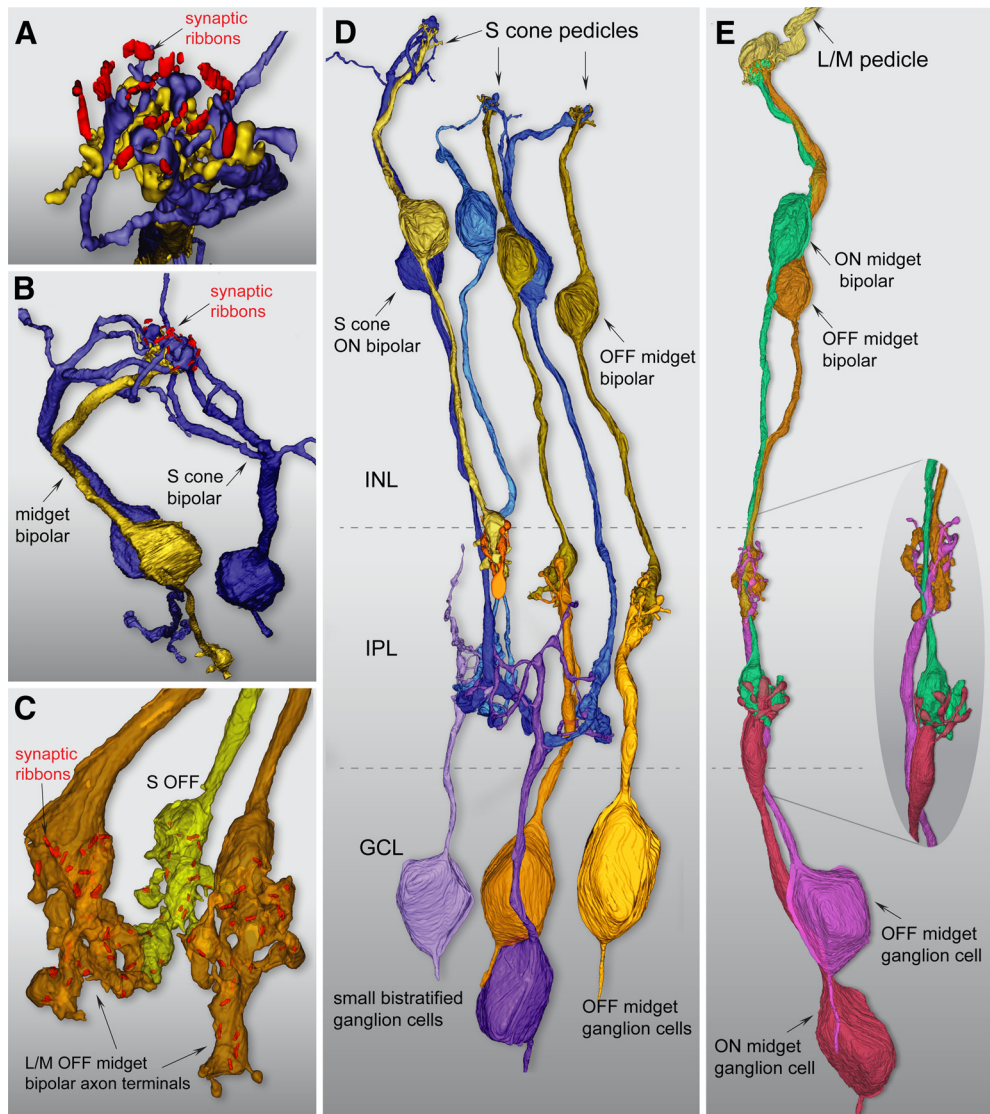 A
synaptic
ribbons
B
synaptic
ribbons
S cone
bipolar
midget
bipolar
C
synaptic
ribbons
S OFF
L/M OFF midget
bipolar axon terminals
D
S cone pedicles
S cone
ON bipolar
OFF midget
bipolar
INL
IPL
GCL
small bistratified
ganglion cells
OFF midget
ganglion cells
E
L/M pedicle
ON midget
bipolar
OFF midget
bipolar
OFF midget
ganglion cell
ON midget
ganglion cell